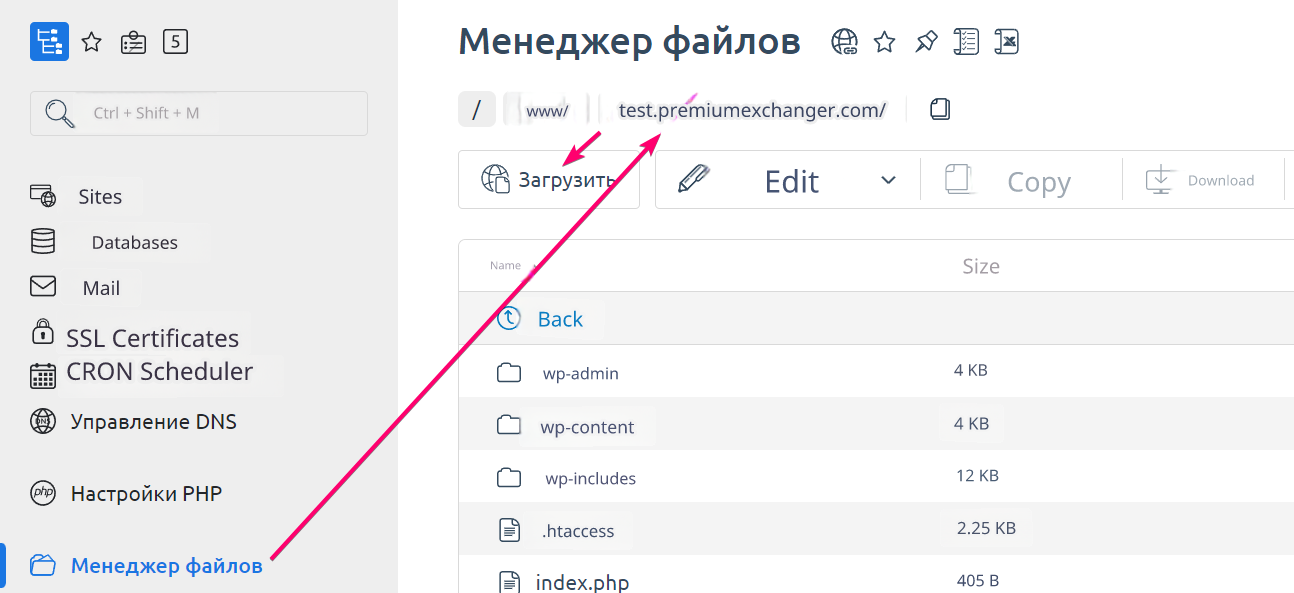 5
Ctrl + Shift + M
Sites
Databases
Mail
SSL Certificates
CRON Scheduler
DNS Управление DNS
php Настройки PHP
Менеджер файлов
Менеджер файлов
/ www/ test.premiumexchanger.com/
Загрузить Edit Copy Download
Name Size
Back
wp-admin 4 KB
wp-content 4 KB
wp-includes 12 KB
.htaccess 2.25 KB
index.php 405 B